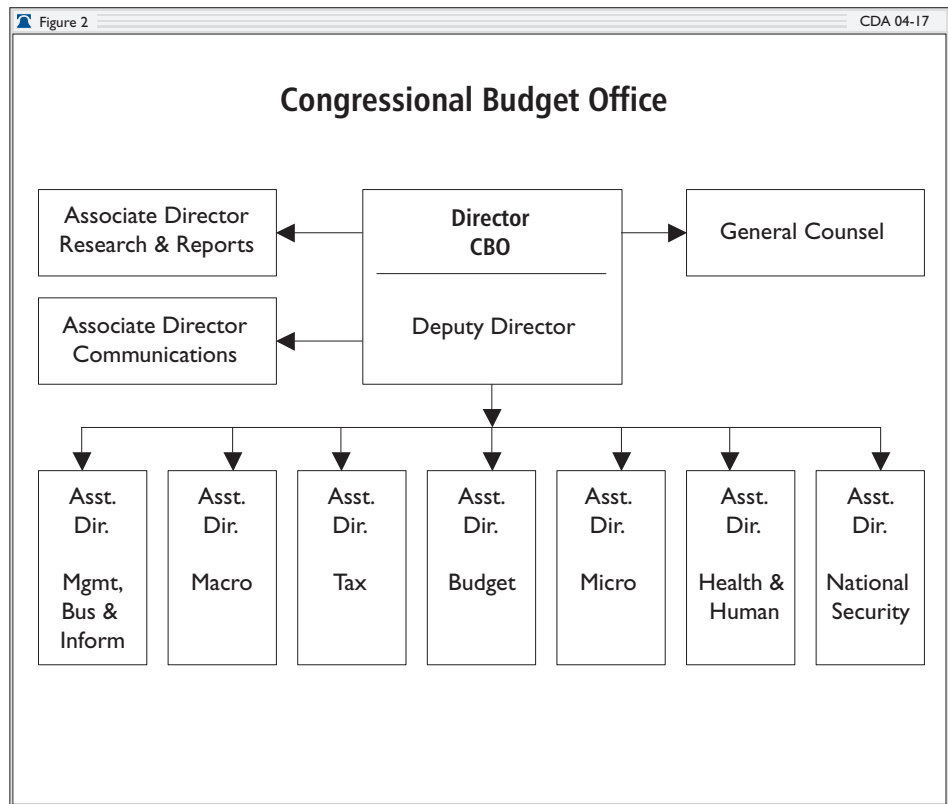 Figure 2
CDA 04-17
Congressional Budget Office
Associate Director
Research & Reports
Director
CBO
General Counsel
Associate Director
Communications
Deputy Director
Asst.
Dir.
Mgmt,
Bus &
Inform
Asst.
Dir.
Macro
Asst.
Dir.
Tax
Asst.
Dir.
Budget
Asst.
Dir.
Micro
Asst.
Dir.
Health &
Human
Asst.
Dir.
National
Security